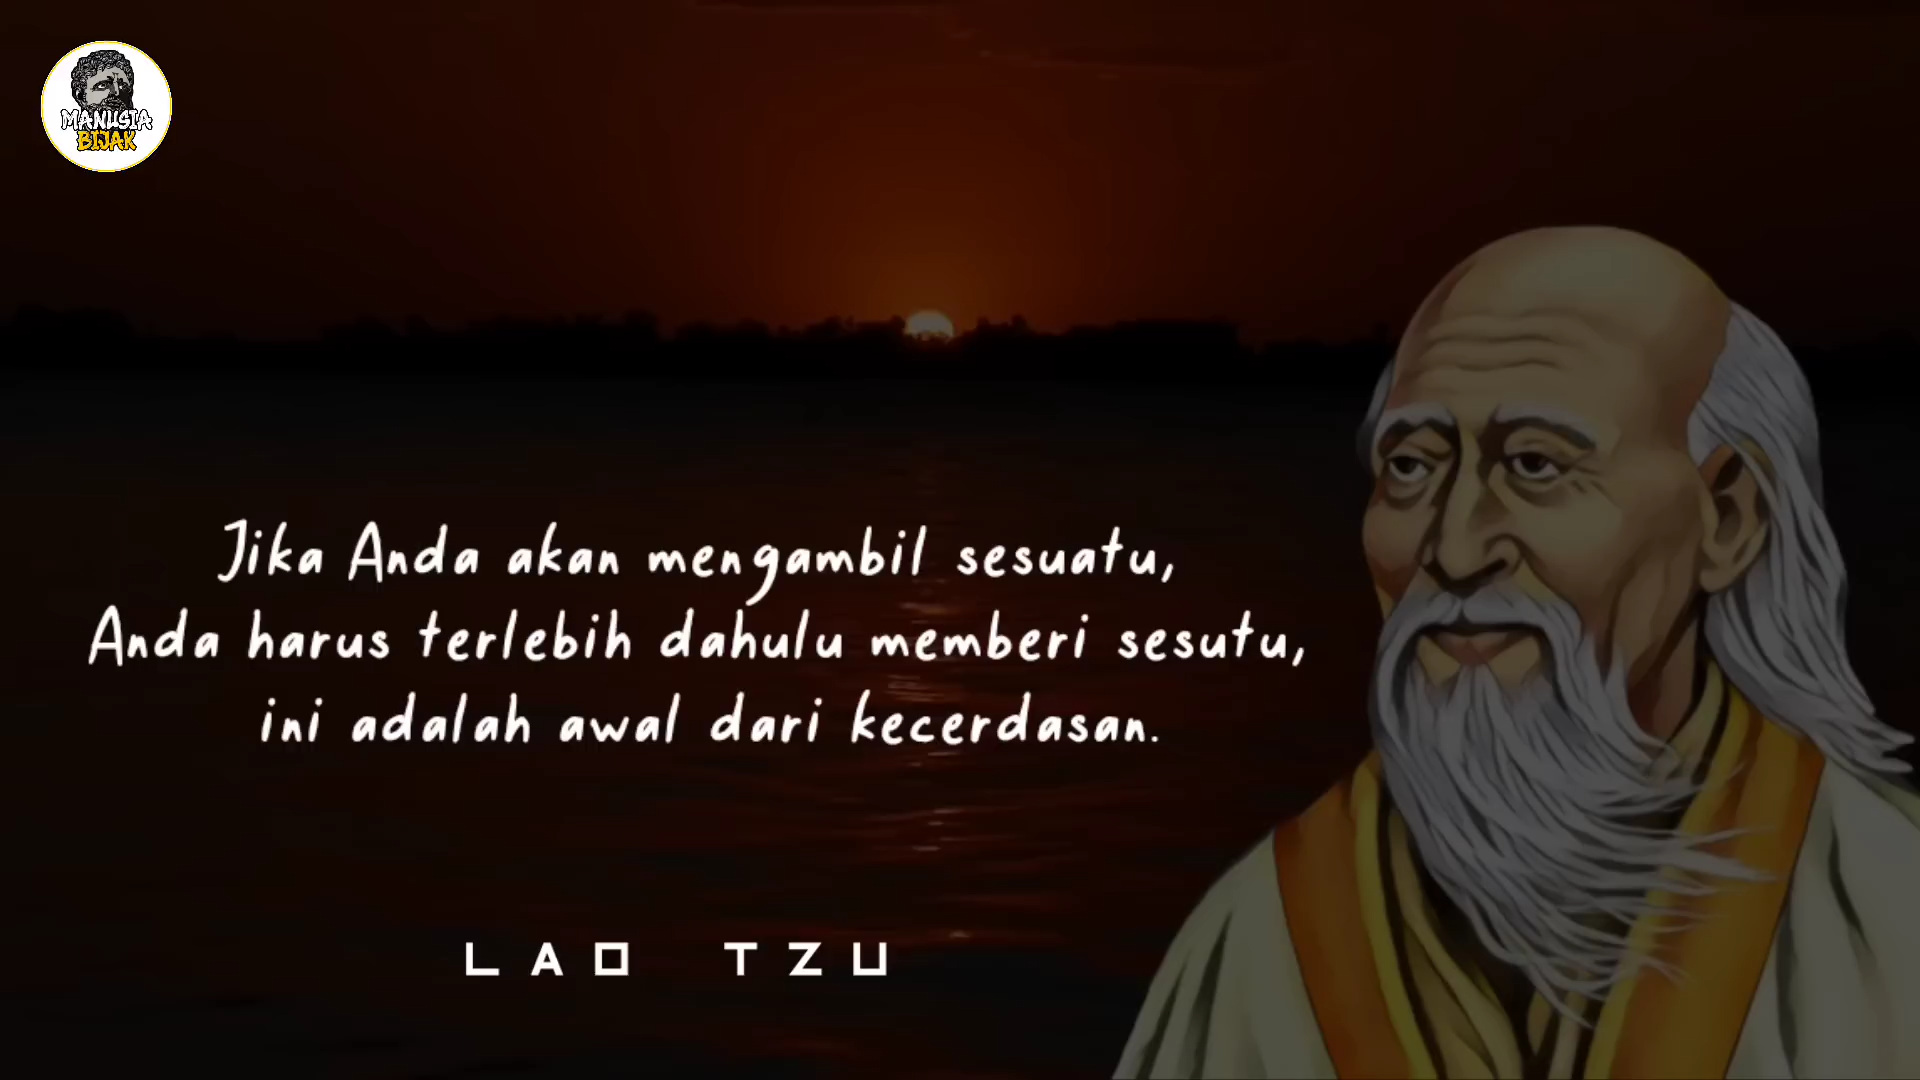 MANUSIA
BIJAK
Jika Anda akan mengambil sesuatu,
Anda harus terlebih dahulu memberi sesutu,
ini adalah awal dari kecerdasan.
LAO TZU